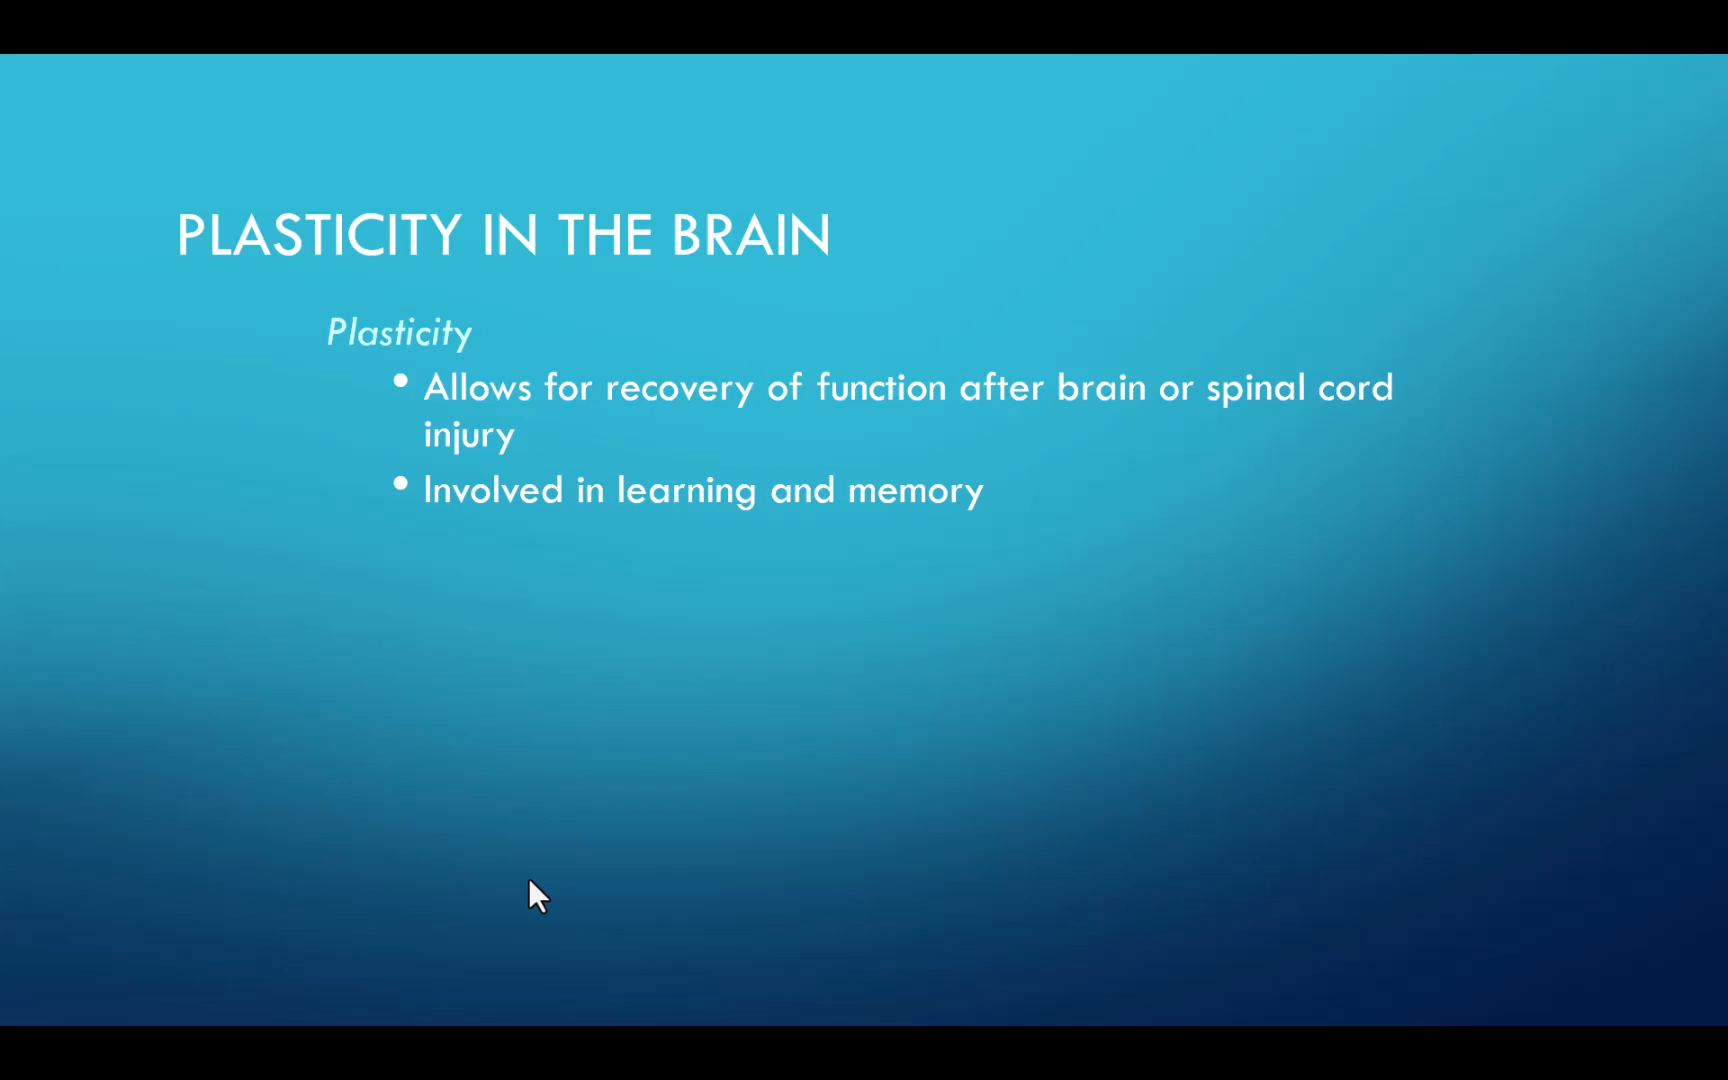 PLASTICITY IN THE BRAIN
Plasticity
• Allows for recovery of function after brain or spinal cord
injury
• Involved in learning and memory